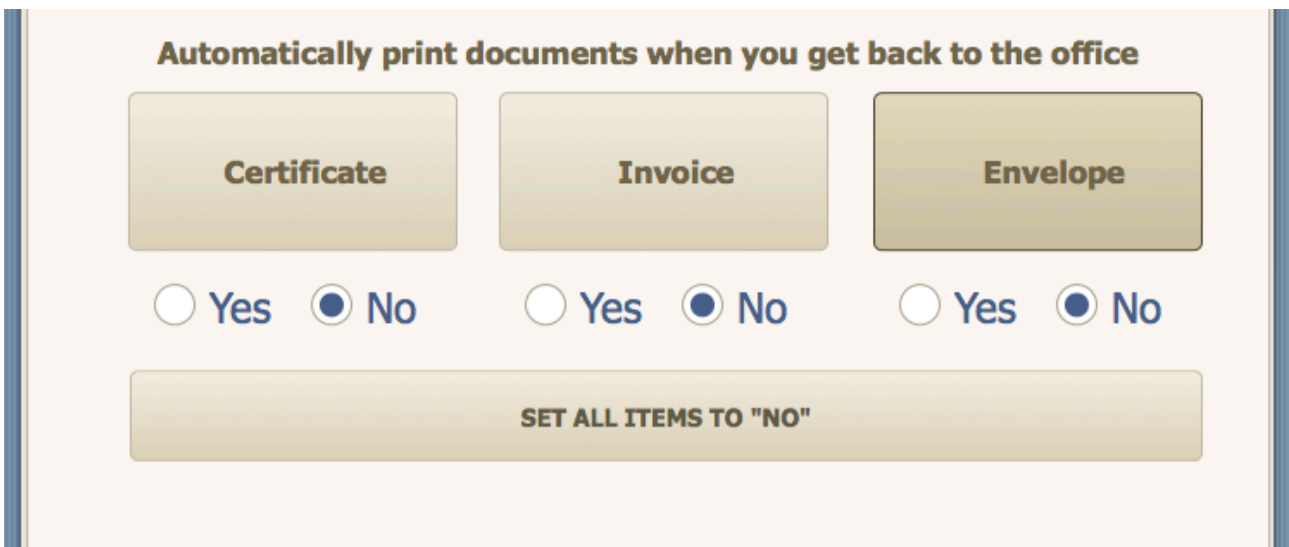 Automatically print documents when you get back to the office
Certificate Invoice Envelope
Yes No Yes No Yes No
SET ALL ITEMS TO "NO"